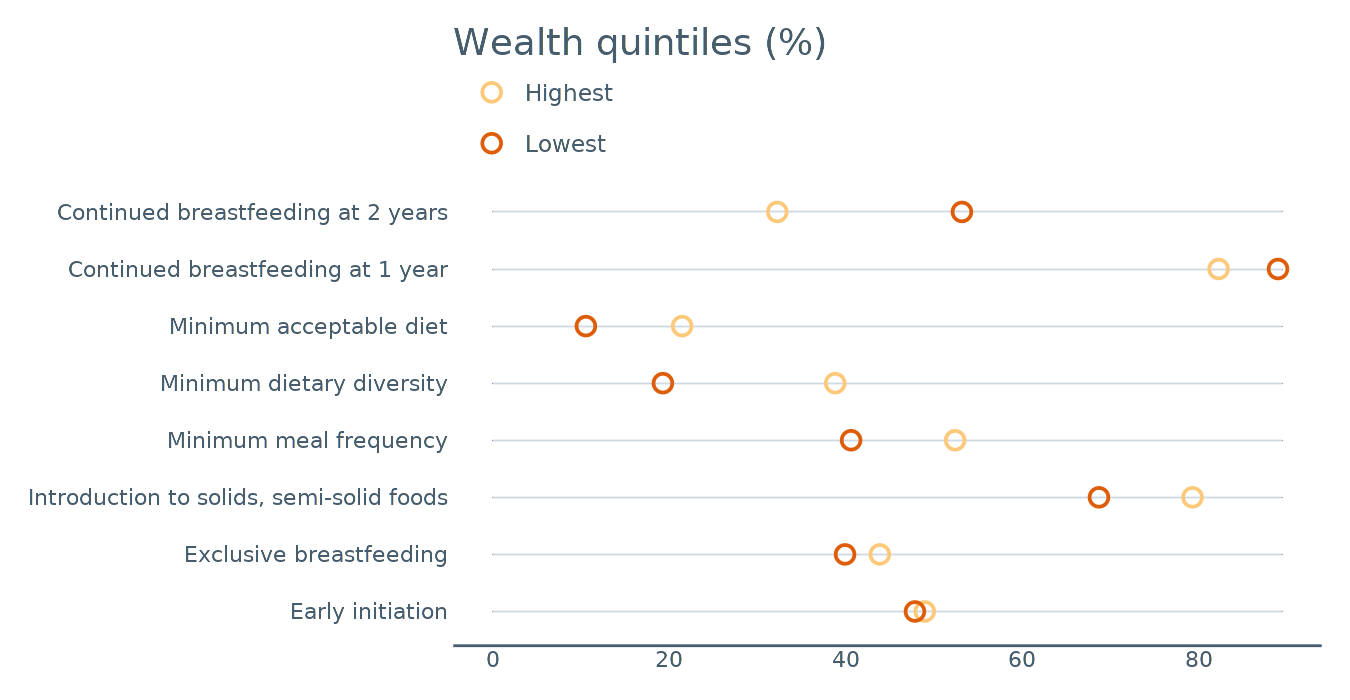 Wealth quintiles (%)
Highest
Lowest
Continued breastfeeding at 2 years
Continued breastfeeding at 1 year
Minimum acceptable diet
Minimum dietary diversity
Minimum meal frequency
Introduction to solids, semi-solid foods
Exclusive breastfeeding
Early initiation
0 20 40 60 80